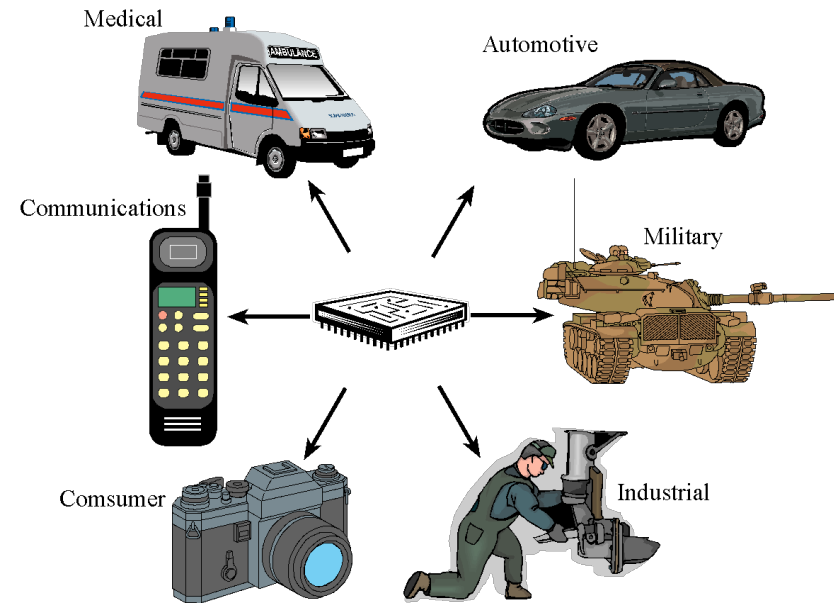 Medical
Automotive
AMBULANCE
Communications
Military
Comsumer
Industrial